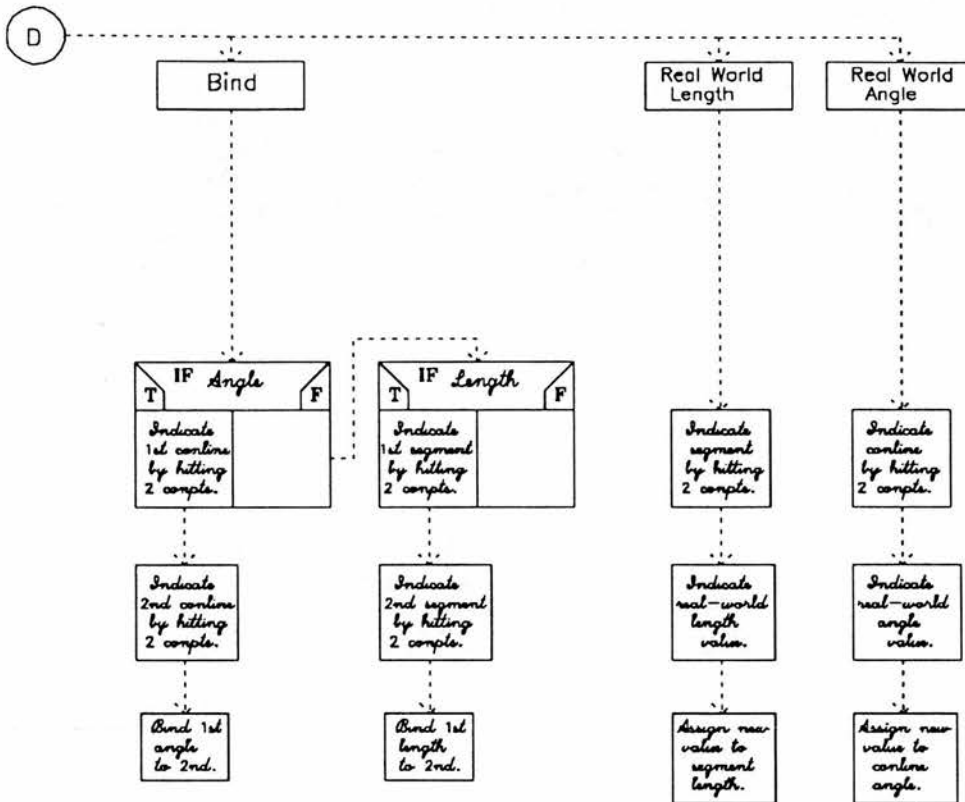 D
Bind
Real World
Length
Real World
Angle
T
IF Angle
F
T
IF Length
F
Indicate
1st conline
by hitting
2 conpts.
Indicate
1st segment
by hitting
2 conpts.
Indicate
segment
by hitting
2 conpts.
Indicate
conline
by hitting
2 conpts.
Indicate
2nd conline
by hitting
2 conpts.
Indicate
2nd segment
by hitting
2 conpts.
Indicate
real-world
length
value.
Indicate
real-world
angle
value.
Bind 1st
angle
to 2nd.
Bind 1st
length
to 2nd.
Assign new
value to
segment
length.
Assign new
value to
conline
angle.